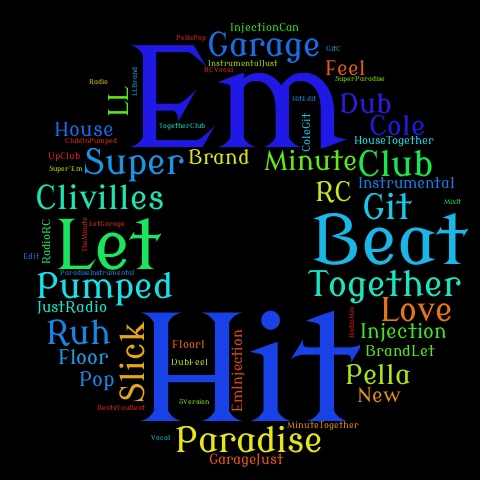 InjectionCan
PellaPop
Garage
GitC
Em
InstrumentalJust
RCVocal
Feel
SuperParadise
Radio
LLBrand
LL
HitEdit
Dub
TogetherClub
ColeGit
Cole
House
ClubOnPumped
HouseTogether
UpClub
Super
Brand
Minute
Club
Super'Em
RC
Instrumental
Clivilles
Git
MixIt
RadioRC
Let
LetGarage
TheMinute
Beat
Edit
ParadiseInstrumental
Pumped
Together
JustRadio
Hit
RadioMix
Love
Ruh
Slick
Floor1
EmInjection
Injection
Floor
DubFeel
BrandLet
Pop
Pella
New
BeatsYouBeat
6Version
MinuteTogether
Vocal
Paradise
GarageJust